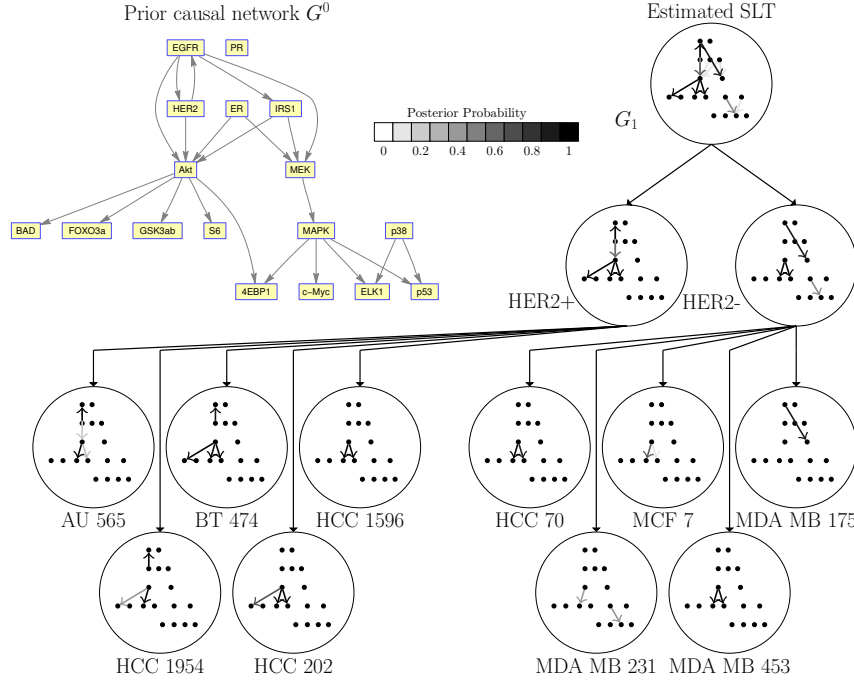 Prior causal network G⁰
Estimated SLT
EGFR
PR
HER2
ER
IRS1
Akt
MEK
BAD
FOXO3a
GSK3ab
S6
MAPK
p38
4EBP1
c−Myc
ELK1
p53
Posterior Probability
0 0.2 0.4 0.6 0.8 1
G₁
HER2+
HER2-
AU 565
BT 474
HCC 1596
HCC 70
MCF 7
MDA MB 175
HCC 1954
HCC 202
MDA MB 231
MDA MB 453